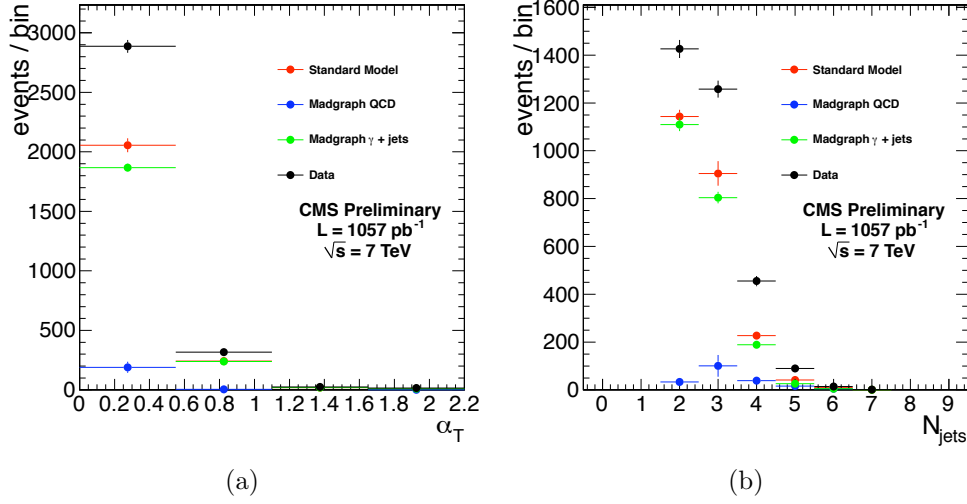 events / bin
3000
2500
2000
1500
1000
500
0
0 0.2 0.4 0.6 0.8 1 1.2 1.4 1.6 1.8 2 2.2
α_T
Standard Model
Madgraph QCD
Madgraph γ + jets
Data
CMS Preliminary
L = 1057 pb⁻¹
√s = 7 TeV
(a)
events / bin
1600
1400
1200
1000
800
600
400
200
0
0 1 2 3 4 5 6 7 8 9
N_jets
Standard Model
Madgraph QCD
Madgraph γ + jets
Data
CMS Preliminary
L = 1057 pb⁻¹
√s = 7 TeV
(b)